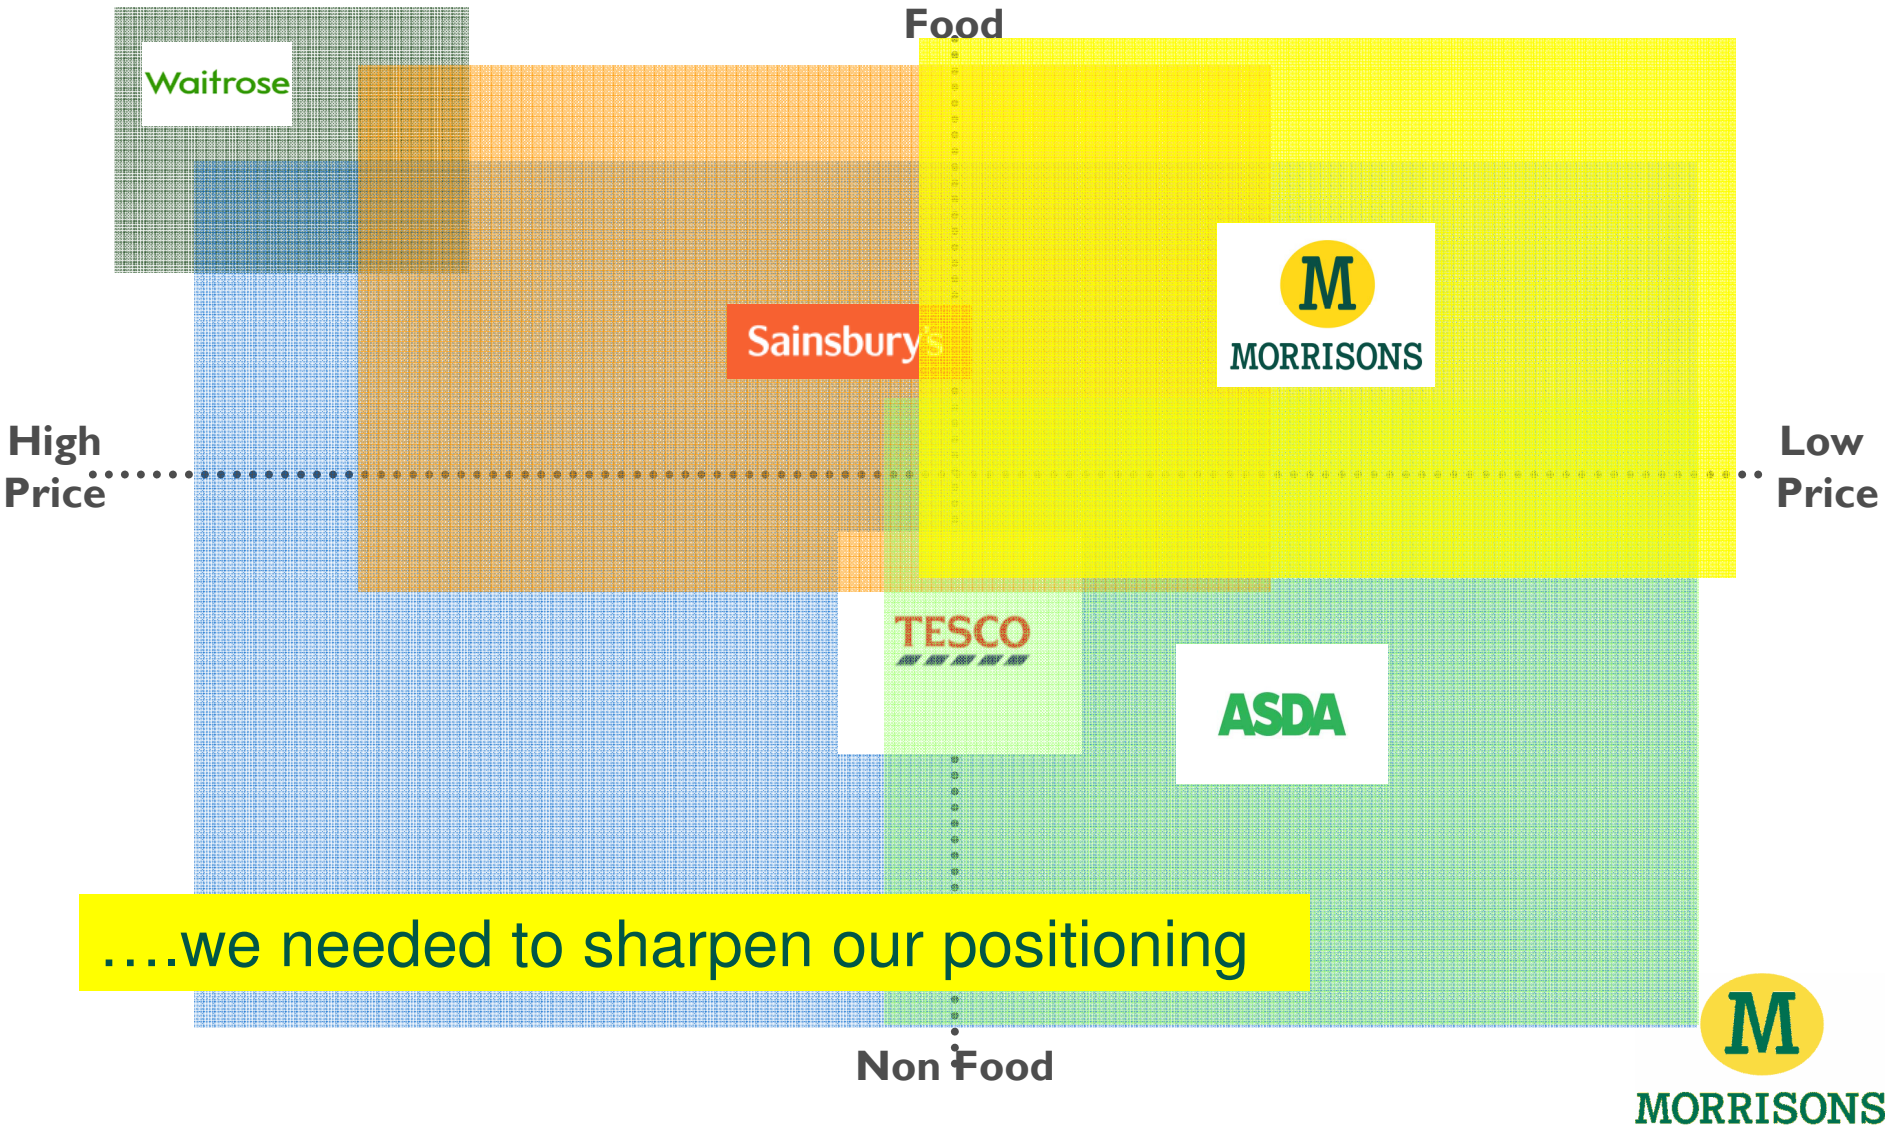 Food
Waitrose
Sainsbury's
M
MORRISONS
High
Price
Low
Price
TESCO
ASDA
....we needed to sharpen our positioning
Non Food
M
MORRISONS